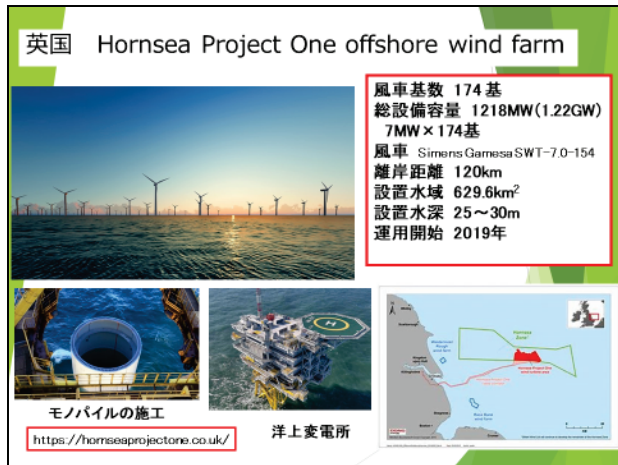 英国 Hornsea Project One offshore wind farm
風車基数 174基
総設備容量 1218MW(1.22GW)
7MW×174基
風車 Simens Gamesa SWT-7.0-154
離岸距離 120km
設置水域 629.6km²
設置水深 25～30m
運用開始 2019年
モノパイルの施工
https://hornseaprojectone.co.uk/
洋上変電所
H